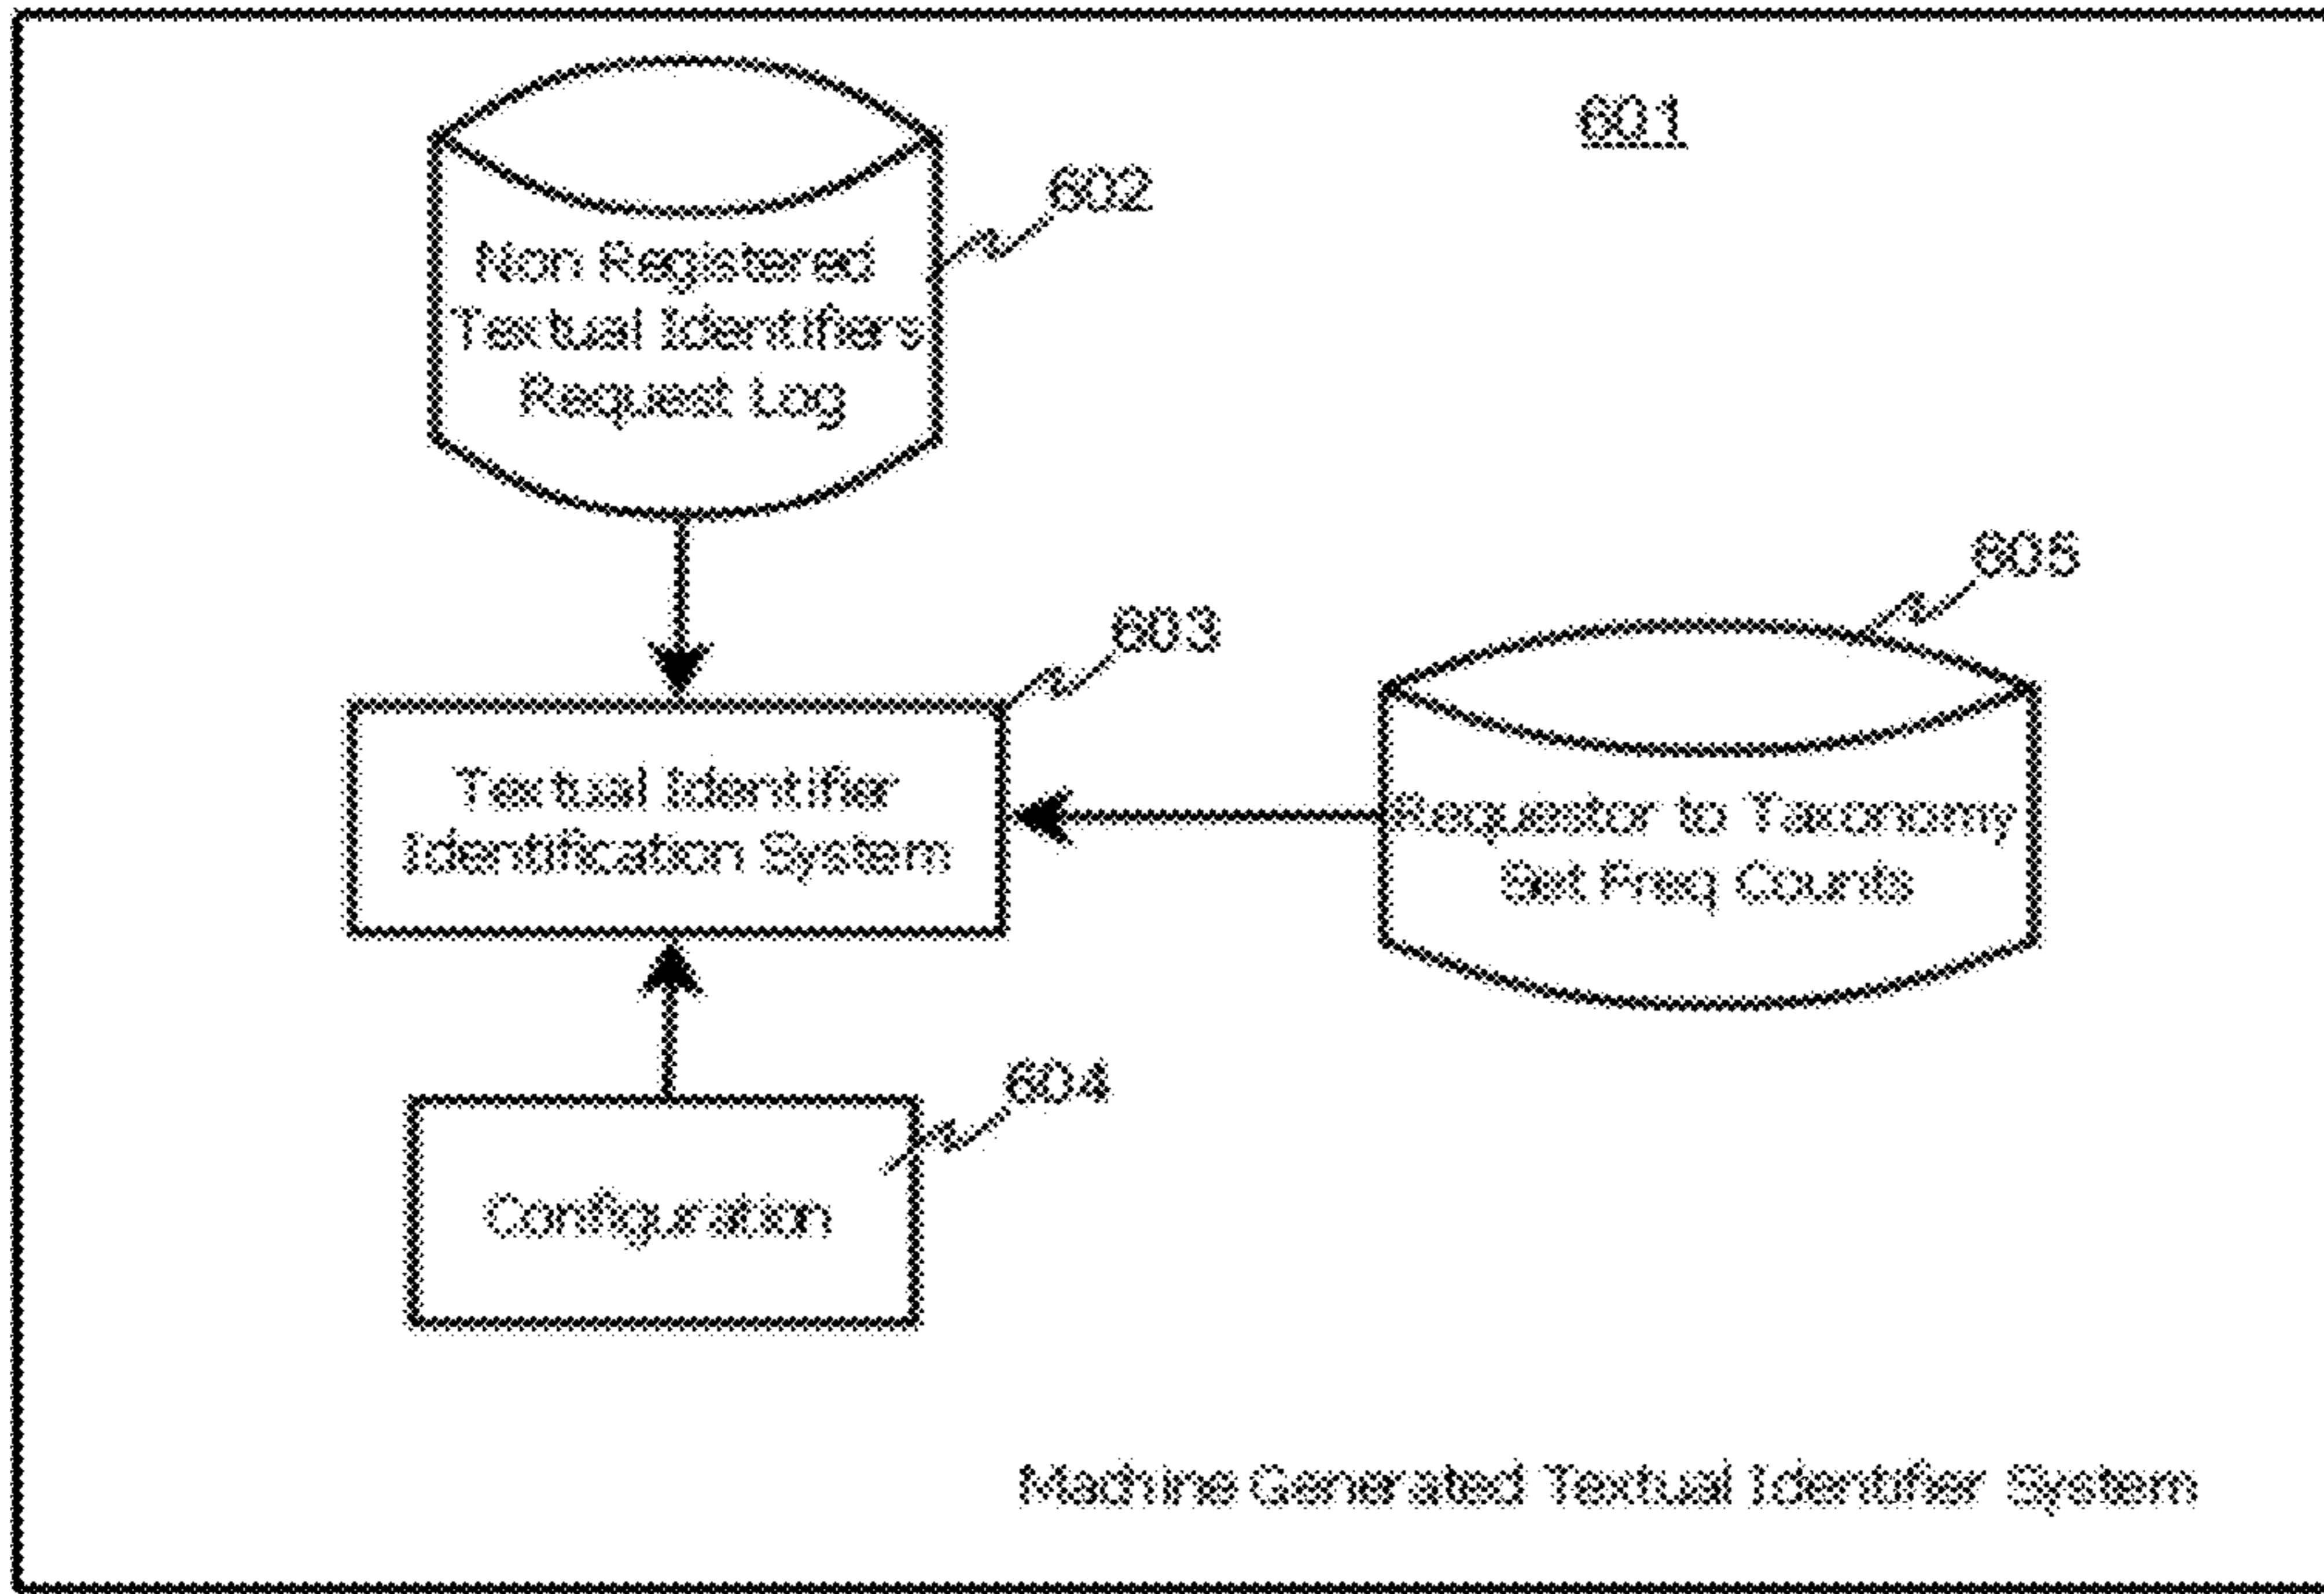 601
602
Non Registered
Textual Identifiers
Request Log
605
603
Textual Identifier
Identification System
Requestor to Taxonomy
Set Freq Counts
604
Configuration
Machine Generated Textual Identifier System